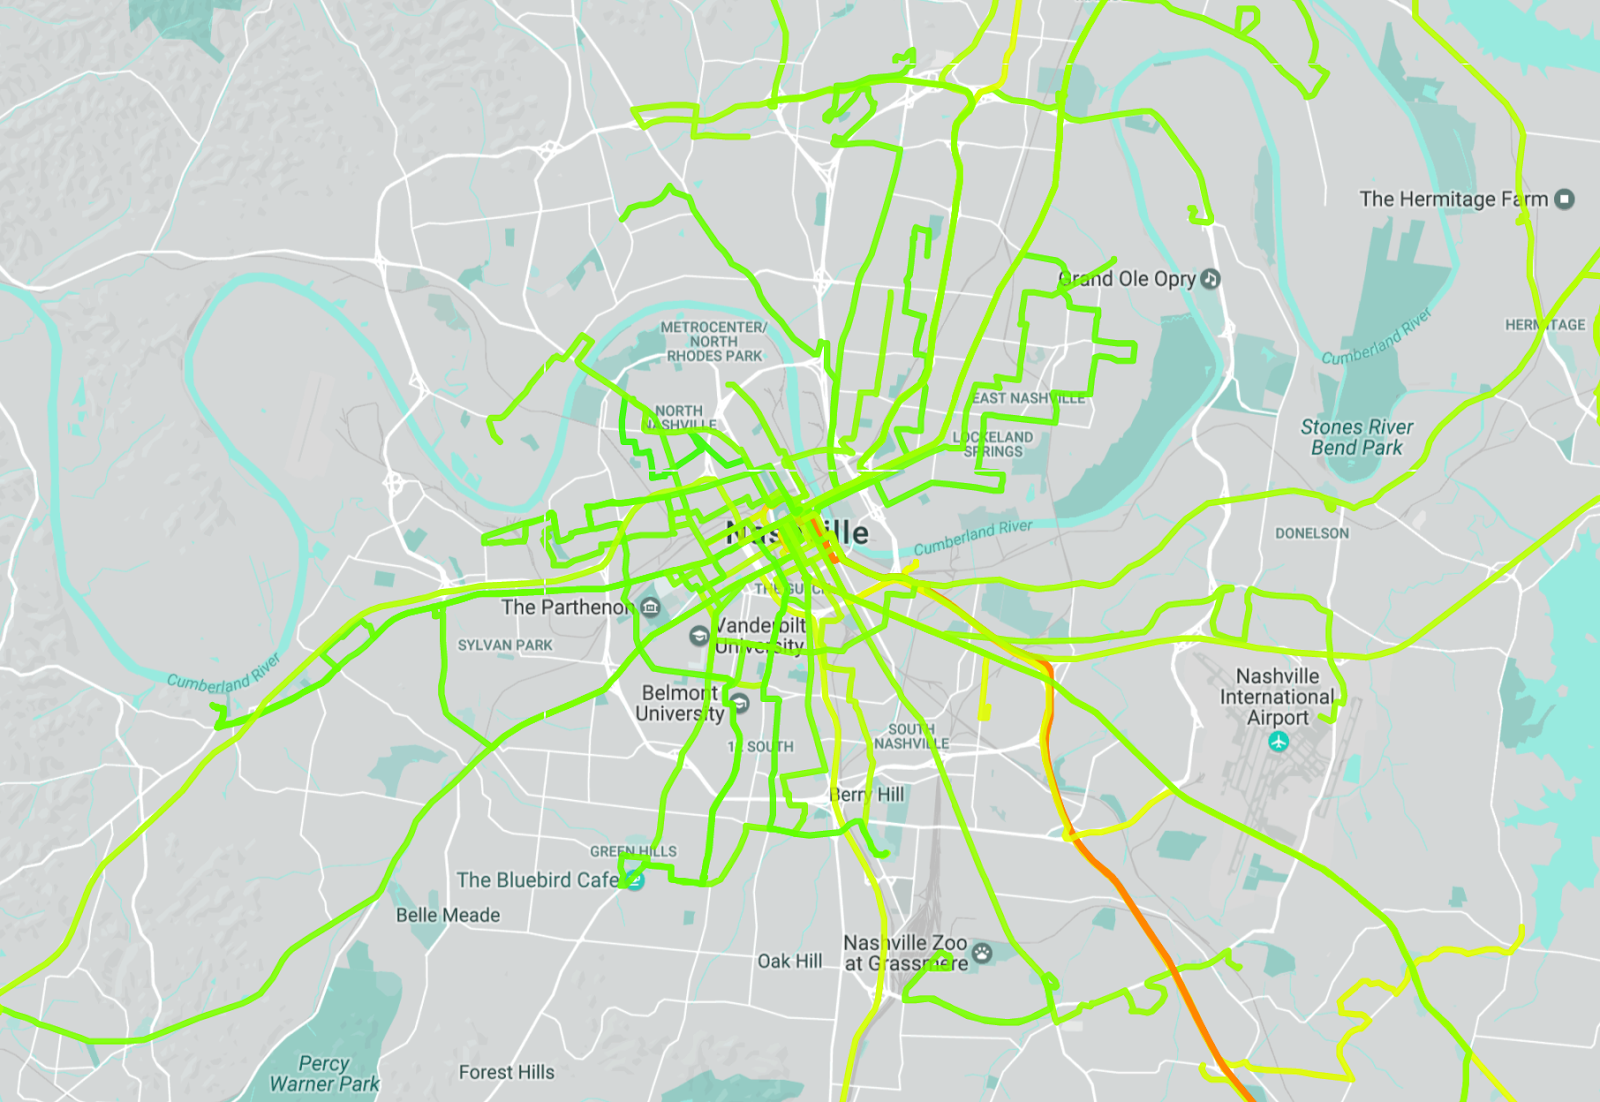 The Hermitage Farm
Grand Ole Opry
HERMITAGE
Cumberland River
METROCENTER/
NORTH
RHODES PARK
EAST NASHVILLE
NORTH
NASHVILLE
LOCKELAND
SPRINGS
Stones River
Bend Park
Nashville
Cumberland River
DONELSON
THE GULCH
The Parthenon
Vanderbilt
University
SYLVAN PARK
Cumberland River
Belmont
University
Nashville
International
Airport
SOUTH
NASHVILLE
12 SOUTH
Berry Hill
GREEN HILLS
The Bluebird Cafe
Belle Meade
Nashville Zoo
at Grassmere
Oak Hill
Percy
Warner Park
Forest Hills